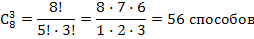 C₈³ = 8! / (5! · 3!) = (8 · 7 · 6) / (1 · 2 · 3) = 56 способов